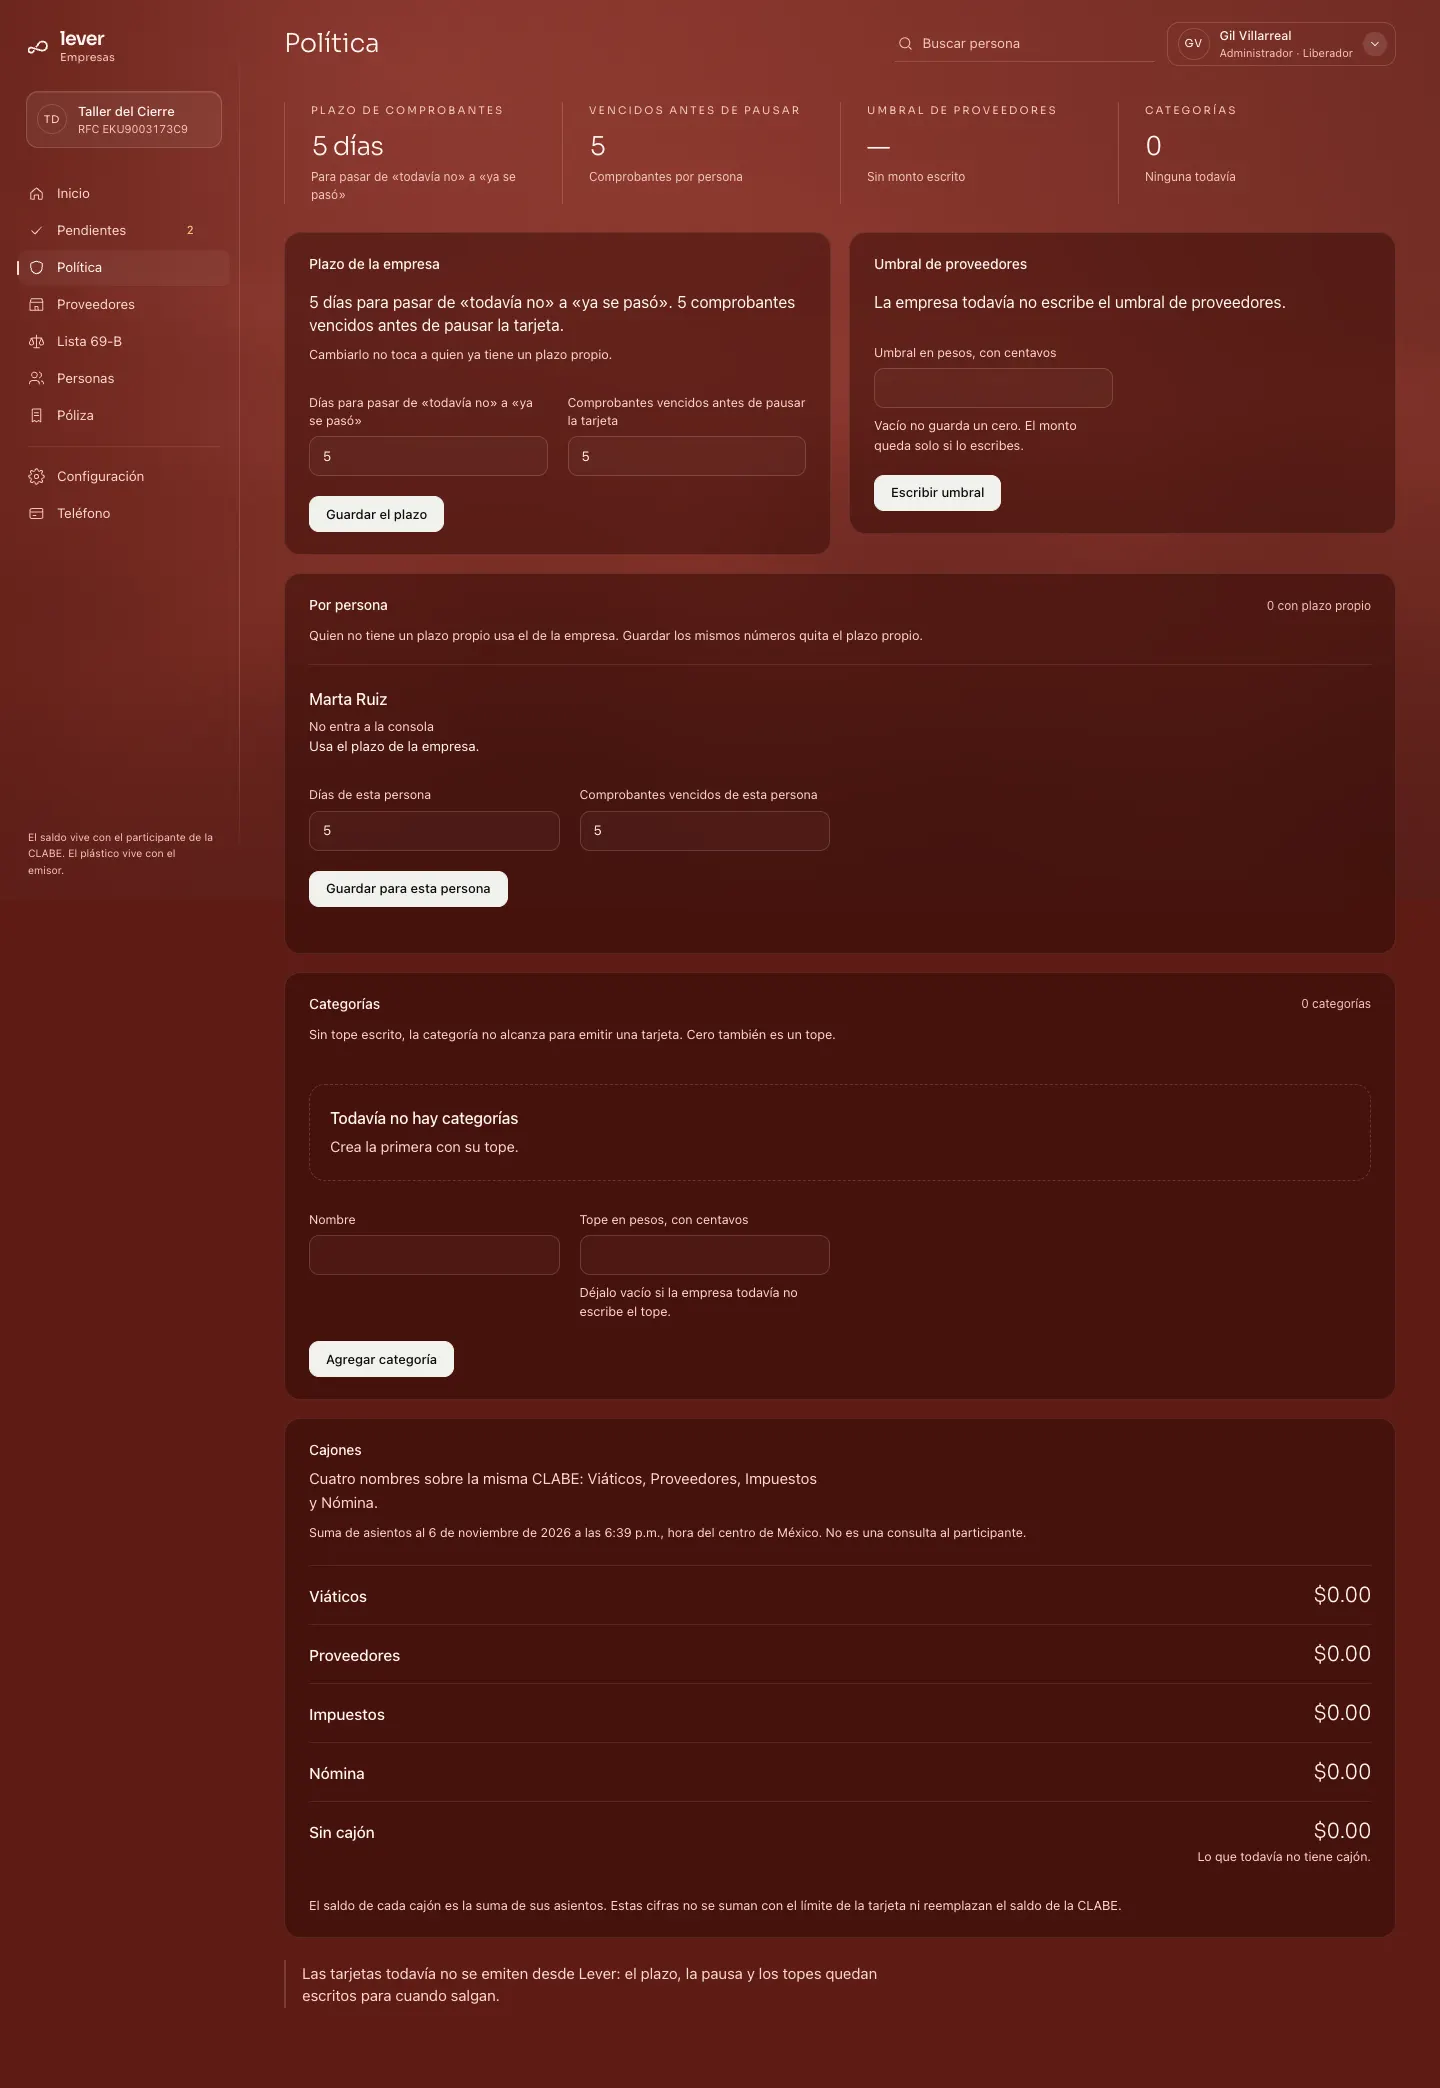 lever
Empresas
TD
Taller del Cierre
RFC EKU9003173C9
Inicio
Pendientes 2
Política
Proveedores
Lista 69-B
Personas
Póliza
Configuración
Teléfono
El saldo vive con el participante de la
CLABE. El plástico vive con el
emisor.
Política
Buscar persona
GV
Gil Villarreal
Administrador · Liberador
PLAZO DE COMPROBANTES
5 días
Para pasar de «todavía no» a «ya se
pasó»
VENCIDOS ANTES DE PAUSAR
5
Comprobantes por persona
UMBRAL DE PROVEEDORES
—
Sin monto escrito
CATEGORÍAS
0
Ninguna todavía
Plazo de la empresa
5 días para pasar de «todavía no» a «ya se pasó». 5 comprobantes
vencidos antes de pausar la tarjeta.
Cambiarlo no toca a quien ya tiene un plazo propio.
Días para pasar de «todavía no» a «ya
se pasó»
5
Comprobantes vencidos antes de pausar
la tarjeta
5
Guardar el plazo
Umbral de proveedores
La empresa todavía no escribe el umbral de proveedores.
Umbral en pesos, con centavos
Vacío no guarda un cero. El monto
queda solo si lo escribes.
Escribir umbral
Por persona
0 con plazo propio
Quien no tiene un plazo propio usa el de la empresa. Guardar los mismos números quita el plazo propio.
Marta Ruiz
No entra a la consola
Usa el plazo de la empresa.
Días de esta persona
5
Comprobantes vencidos de esta persona
5
Guardar para esta persona
Categorías
0 categorías
Sin tope escrito, la categoría no alcanza para emitir una tarjeta. Cero también es un tope.
Todavía no hay categorías
Crea la primera con su tope.
Nombre
Tope en pesos, con centavos
Déjalo vacío si la empresa todavía no
escribe el tope.
Agregar categoría
Cajones
Cuatro nombres sobre la misma CLABE: Viáticos, Proveedores, Impuestos
y Nómina.
Suma de asientos al 6 de noviembre de 2026 a las 6:39 p.m., hora del centro de México. No es una consulta al participante.
Viáticos $0.00
Proveedores $0.00
Impuestos $0.00
Nómina $0.00
Sin cajón $0.00
Lo que todavía no tiene cajón.
El saldo de cada cajón es la suma de sus asientos. Estas cifras no se suman con el límite de la tarjeta ni reemplazan el saldo de la CLABE.
Las tarjetas todavía no se emiten desde Lever: el plazo, la pausa y los topes quedan
escritos para cuando salgan.